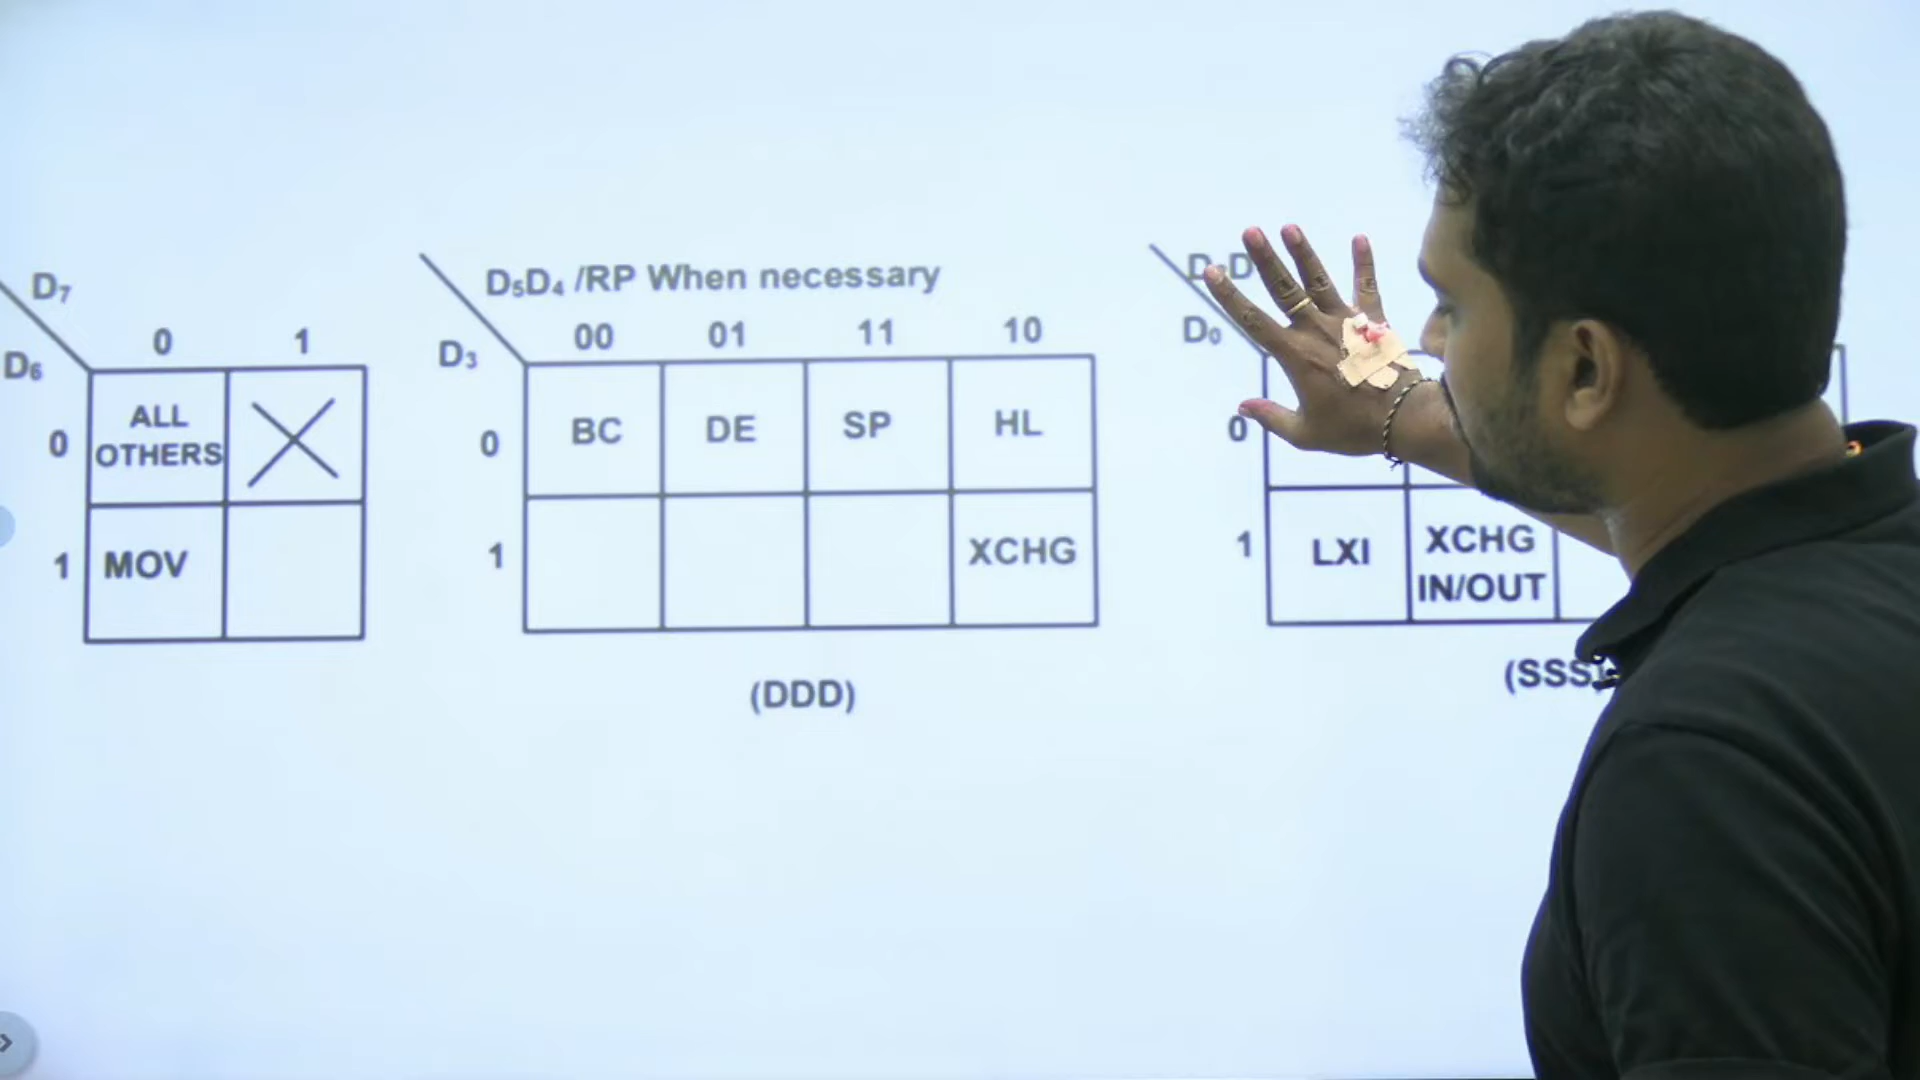 D₇
0 1
D₆
0 ALL OTHERS
1 MOV
D₅D₄ /RP When necessary
00 01 11 10
D₃
0 BC DE SP HL
1 XCHG
(DDD)
D₀
0
1 LXI XCHG IN/OUT
(SSS)